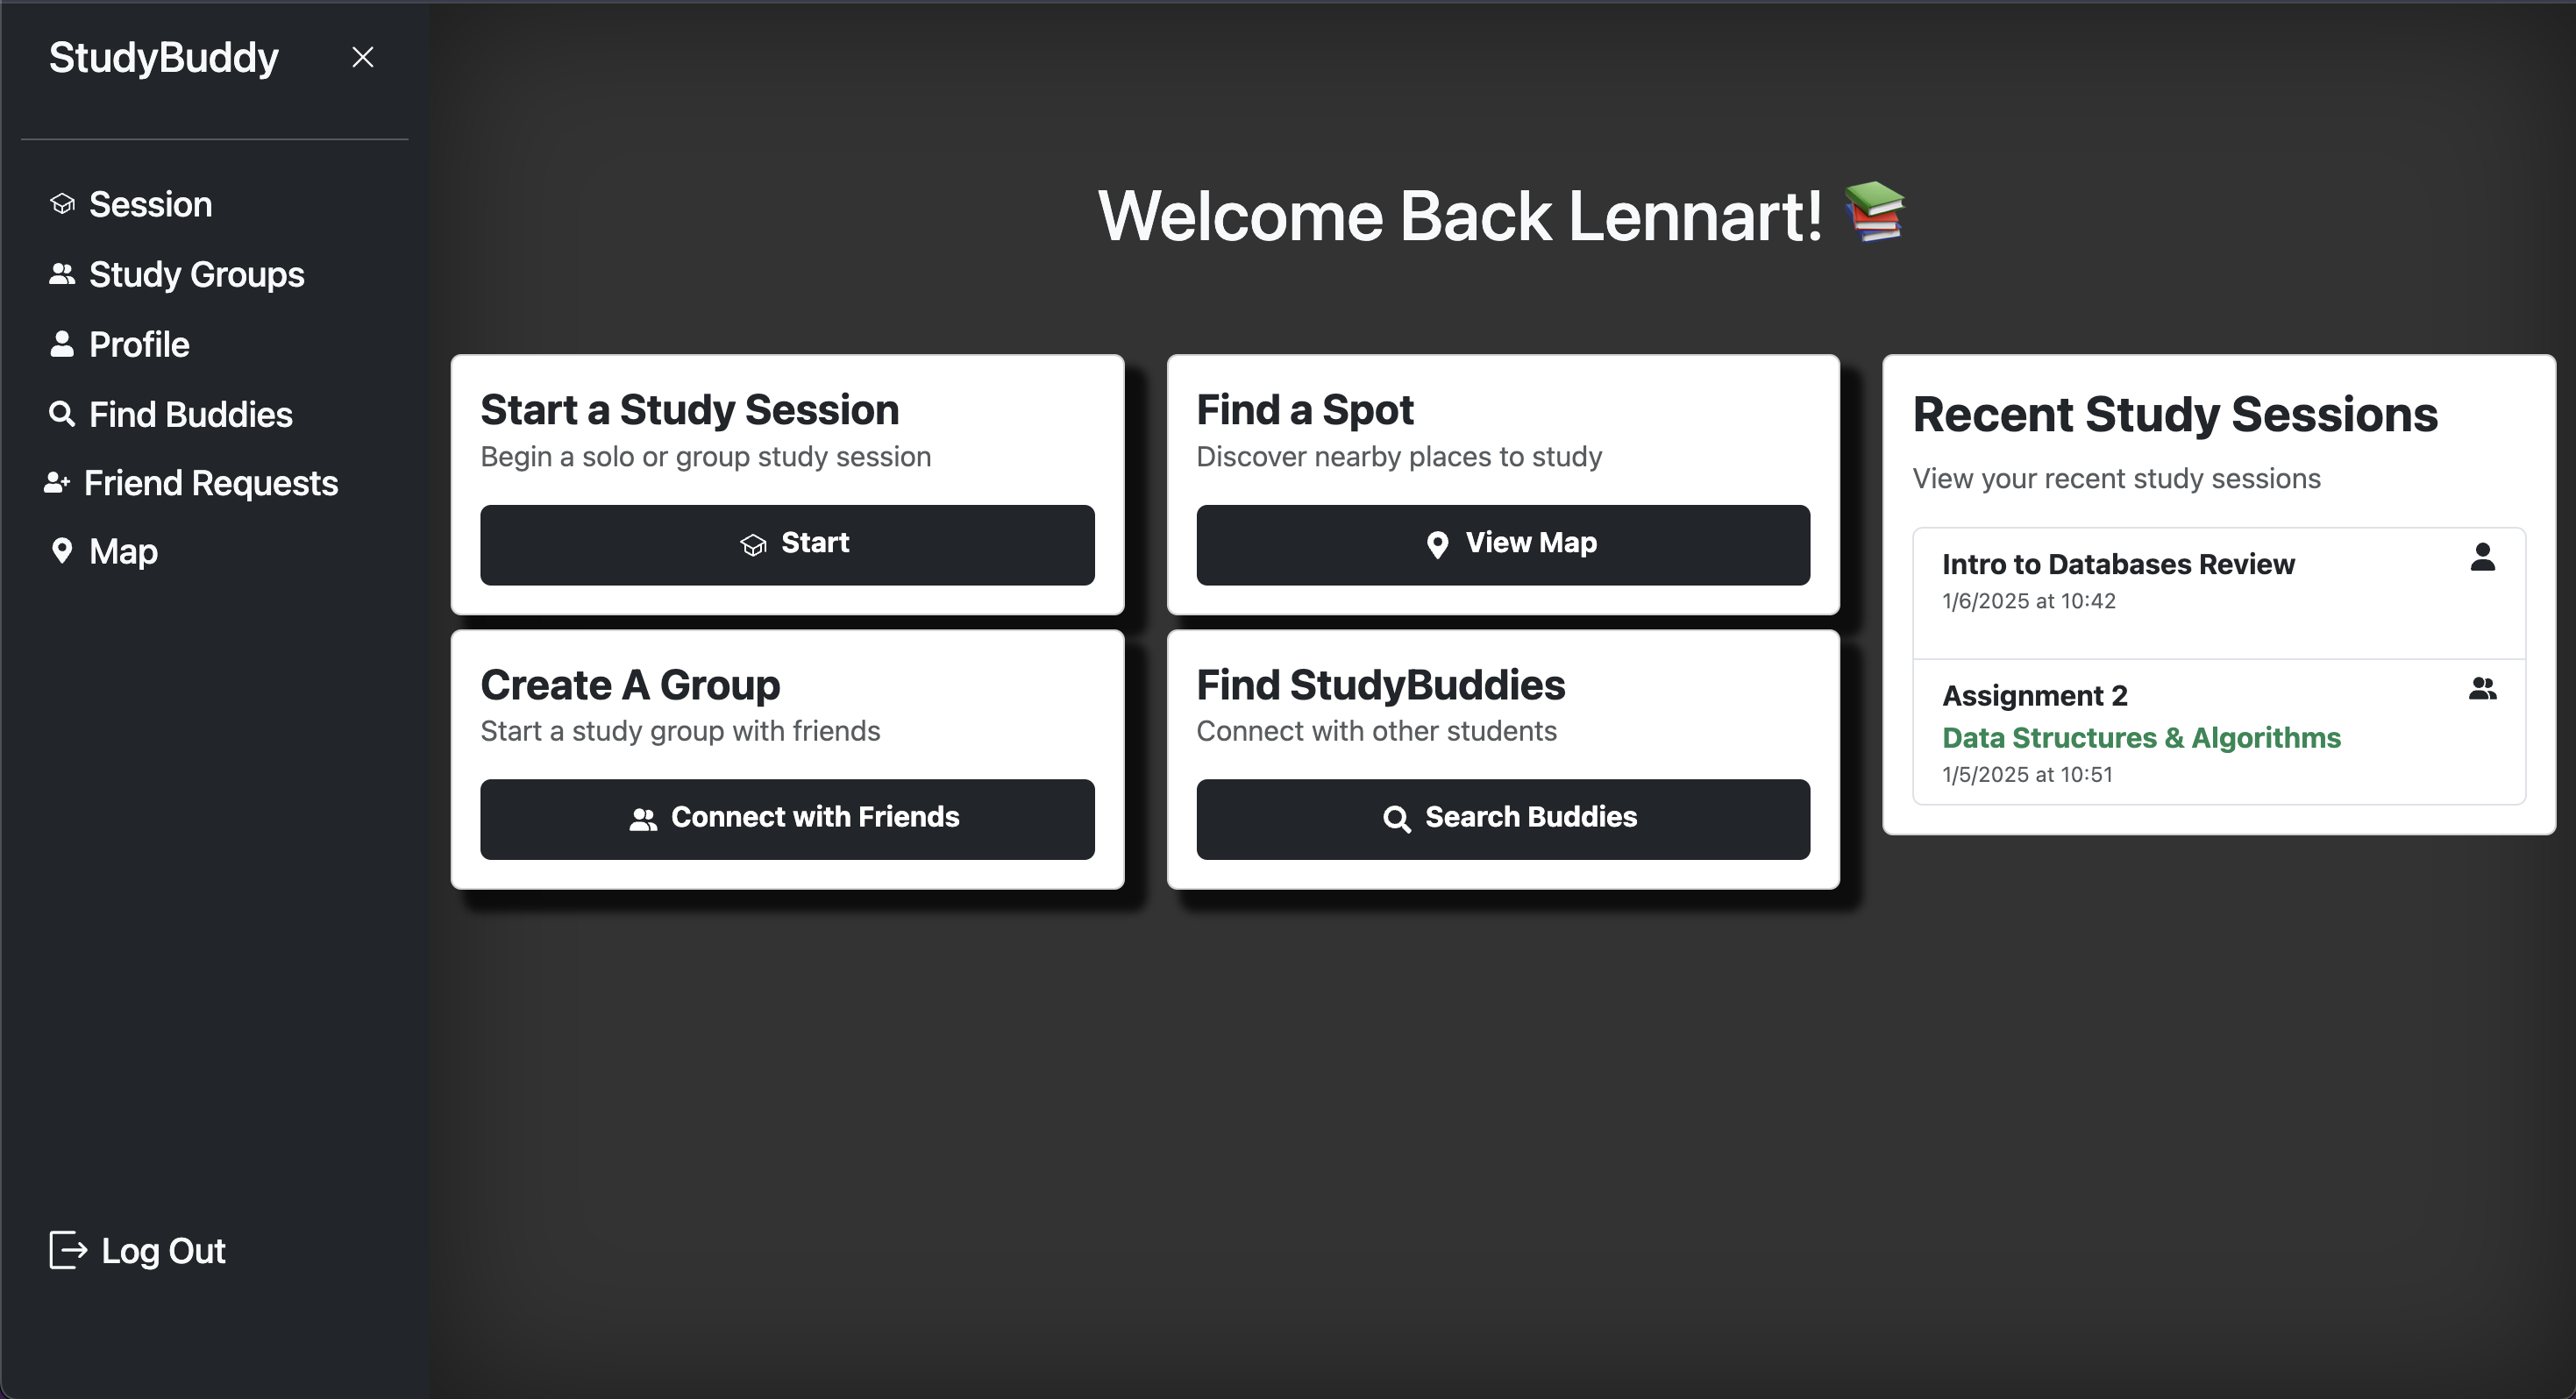 StudyBuddy
Session
Study Groups
Profile
Find Buddies
Friend Requests
Map
Log Out
Welcome Back Lennart!
Start a Study Session
Begin a solo or group study session
Start
Find a Spot
Discover nearby places to study
View Map
Create A Group
Start a study group with friends
Connect with Friends
Find StudyBuddies
Connect with other students
Search Buddies
Recent Study Sessions
View your recent study sessions
Intro to Databases Review
1/6/2025 at 10:42
Assignment 2
Data Structures & Algorithms
1/5/2025 at 10:51